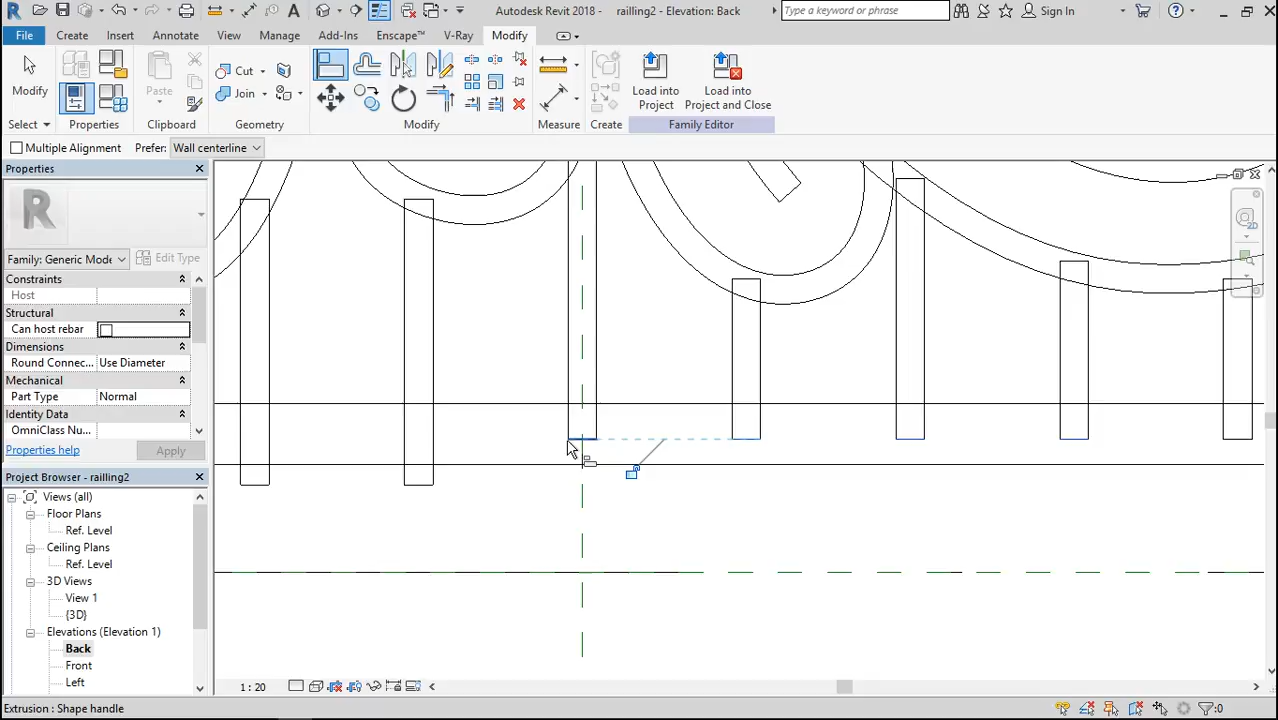 Autodesk Revit 2018 - railling2 - Elevation: Back
Type a keyword or phrase
Sign In
File Create Insert Annotate View Manage Add-Ins Enscape™ V-Ray Modify
Modify
Paste
Cut
Join
Load into
Project
Load into
Project and Close
Select Properties Clipboard Geometry Modify Measure Create Family Editor
Multiple Alignment Prefer: Wall centerline
Properties
R
Family: Generic Mode Edit Type
Constraints
Host
Structural
Can host rebar
Dimensions
Round Connec... Use Diameter
Mechanical
Part Type Normal
Identity Data
OmniClass Nu...
Properties help Apply
Project Browser - railling2
Views (all)
Floor Plans
Ref. Level
Ceiling Plans
Ref. Level
3D Views
View 1
{3D}
Elevations (Elevation 1)
Back
Front
Left
2D
1 : 20
Extrusion : Shape handle
:0